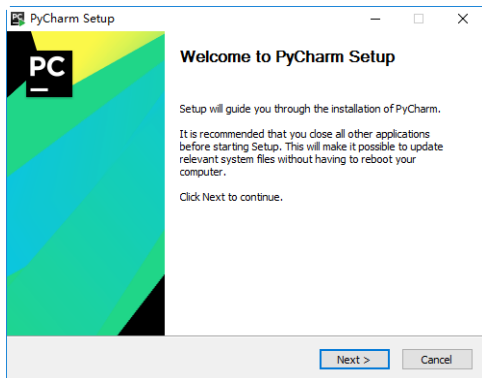 PyCharm Setup
PC
Welcome to PyCharm Setup
Setup will guide you through the installation of PyCharm.
It is recommended that you close all other applications
before starting Setup. This will make it possible to update
relevant system files without having to reboot your
computer.
Click Next to continue.
Next >
Cancel